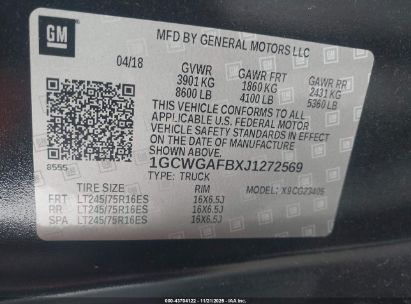 GM
MFD BY GENERAL MOTORS LLC
04/18
GVWR GAWR FRT GAWR RR
3901 KG 1860 KG 2431 KG
8600 LB 4100 LB 5360 LB
THIS VEHICLE CONFORMS TO ALL APPLICABLE
U.S. FEDERAL MOTOR
VEHICLE SAFETY STANDARDS IN EFFECT
ON THE DATE OF MANUFACTURE SHOWN ABOVE.
1GCWGAFBXJ1272569
8555
TYPE: TRUCK
TIRE SIZE RIM MODEL: X9CG23405
FRT LT245/75R16ES 16X6.5J
RR LT245/75R16ES 16X6.5J
SPA LT245/75R16ES 16X6.5J